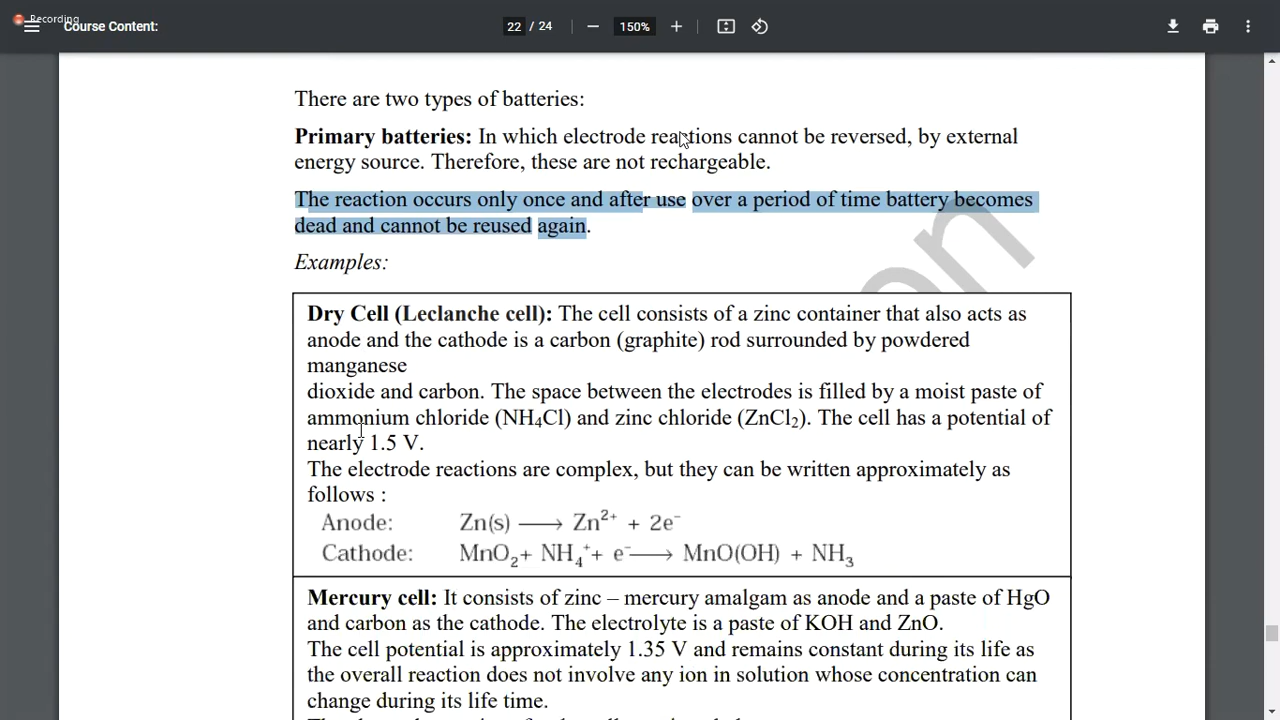 Recording
Course Content:
22 / 24
150%
There are two types of batteries:
Primary batteries: In which electrode reactions cannot be reversed, by external
energy source. Therefore, these are not rechargeable.
The reaction occurs only once and after use over a period of time battery becomes
dead and cannot be reused again.
Examples:
Dry Cell (Leclanche cell): The cell consists of a zinc container that also acts as
anode and the cathode is a carbon (graphite) rod surrounded by powdered
manganese
dioxide and carbon. The space between the electrodes is filled by a moist paste of
ammonium chloride (NH₄Cl) and zinc chloride (ZnCl₂). The cell has a potential of
nearly 1.5 V.
The electrode reactions are complex, but they can be written approximately as
follows :
Anode: Zn(s) ⟶ Zn²⁺ + 2e⁻
Cathode: MnO₂+ NH₄⁺+ e⁻⟶ MnO(OH) + NH₃
Mercury cell: It consists of zinc – mercury amalgam as anode and a paste of HgO
and carbon as the cathode. The electrolyte is a paste of KOH and ZnO.
The cell potential is approximately 1.35 V and remains constant during its life as
the overall reaction does not involve any ion in solution whose concentration can
change during its life time.